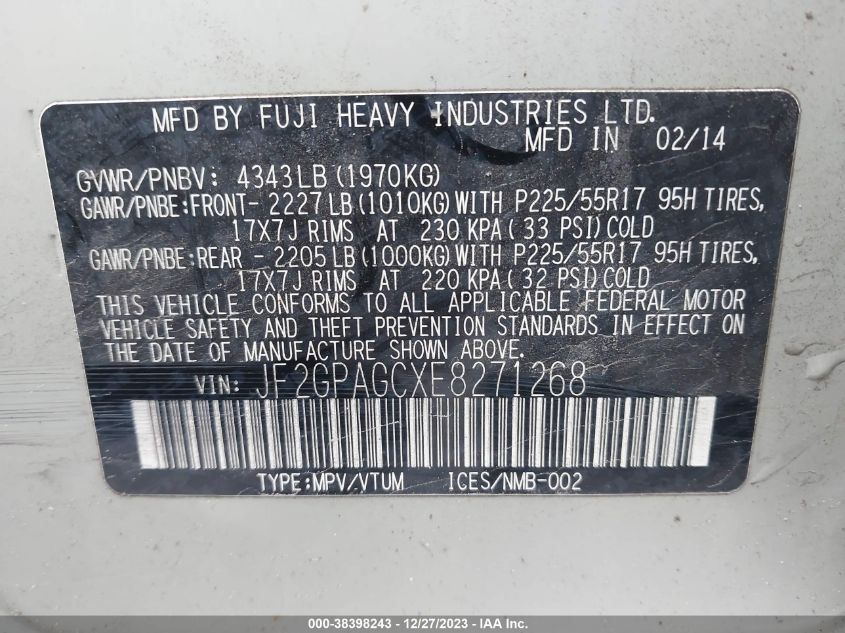 MFD BY FUJI HEAVY INDUSTRIES LTD.
MFD IN 02/14
GVWR/PNBV: 4343LB(1970KG)
GAWR/PNBE:FRONT- 2227LB(1010KG)WITH P225/55R17 95H TIRES,
17X7J RIMS AT 230 KPA( 33 PSI)COLD
GAWR/PNBE:REAR - 2205LB(1000KG)WITH P225/55R17 95H TIRES,
17X7J RIMS AT 220 KPA( 32 PSI)COLD
THIS VEHICLE CONFORMS TO ALL APPLICABLE FEDERAL MOTOR
VEHICLE SAFETY AND THEFT PREVENTION STANDARDS IN EFFECT ON
THE DATE OF MANUFACTURE SHOWN ABOVE.
VIN: JF2GPAGCXE8271268
TYPE:MPV/VTUM ICES/NMB-002
000-38398243 - 12/27/2023 - Copyright © IAA, Inc.